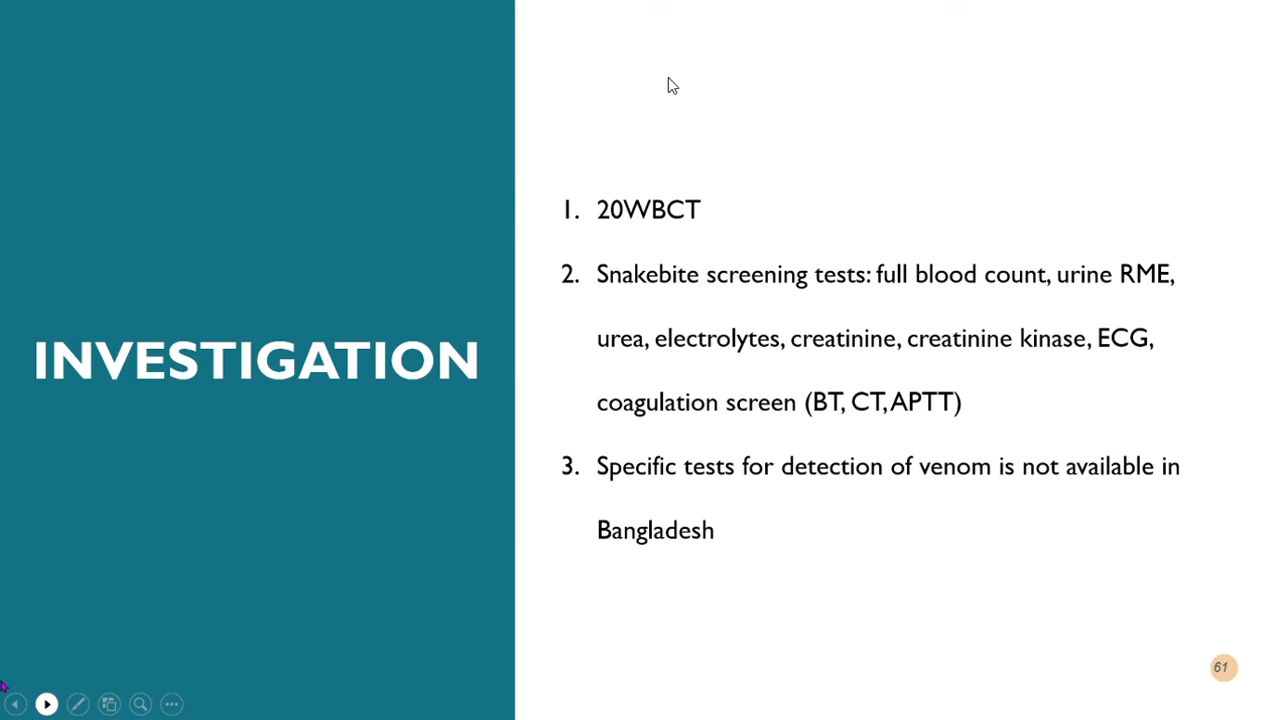 INVESTIGATION
1. 20WBCT
2. Snakebite screening tests: full blood count, urine RME,
urea, electrolytes, creatinine, creatinine kinase, ECG,
coagulation screen (BT, CT, APTT)
3. Specific tests for detection of venom is not available in
Bangladesh
61